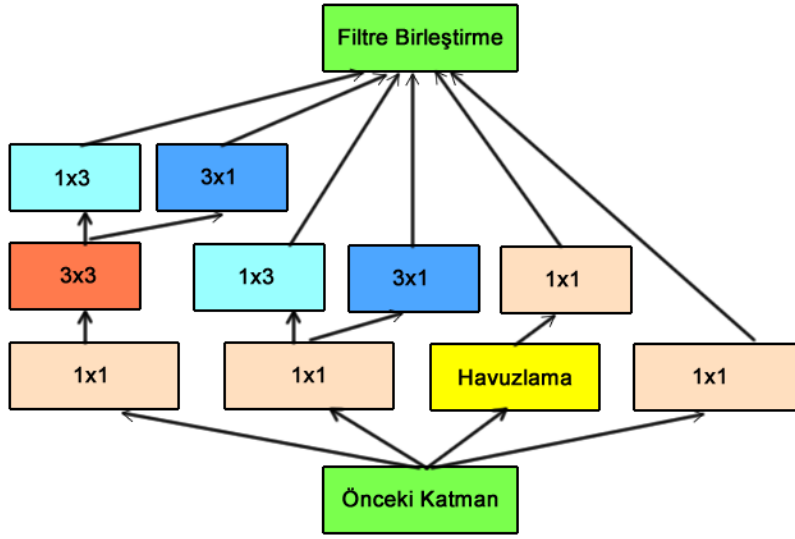 Filtre Birleştirme
1x3
3x1
3x3
1x3
3x1
1x1
1x1
1x1
Havuzlama
1x1
Önceki Katman